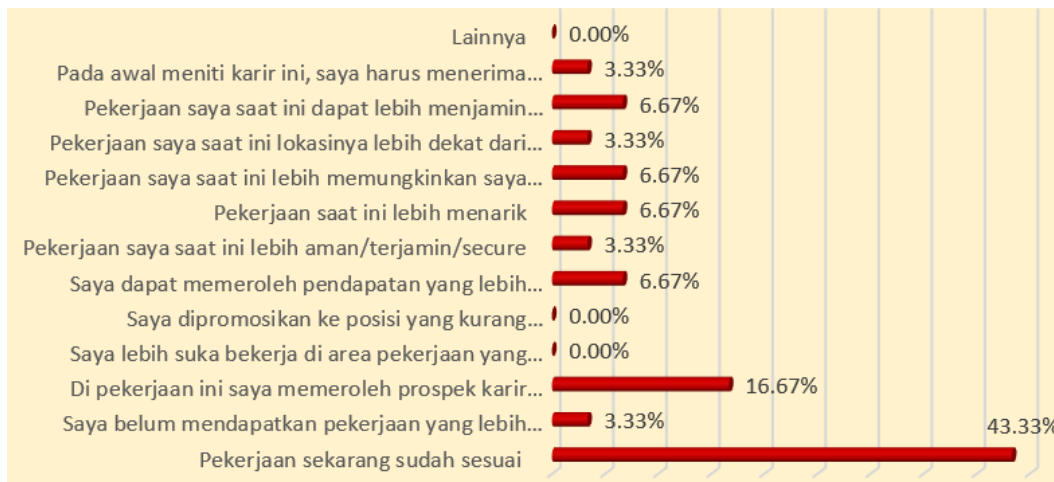 Lainnya 0.00%
Pada awal meniti karir ini, saya harus menerima... 3.33%
Pekerjaan saya saat ini dapat lebih menjamin... 6.67%
Pekerjaan saya saat ini lokasinya lebih dekat dari... 3.33%
Pekerjaan saya saat ini lebih memungkinkan saya... 6.67%
Pekerjaan saat ini lebih menarik 6.67%
Pekerjaan saya saat ini lebih aman/terjamin/secure 3.33%
Saya dapat memeroleh pendapatan yang lebih... 6.67%
Saya dipromosikan ke posisi yang kurang... 0.00%
Saya lebih suka bekerja di area pekerjaan yang... 0.00%
Di pekerjaan ini saya memeroleh prospek karir... 16.67%
Saya belum mendapatkan pekerjaan yang lebih... 3.33%
Pekerjaan sekarang sudah sesuai 43.33%